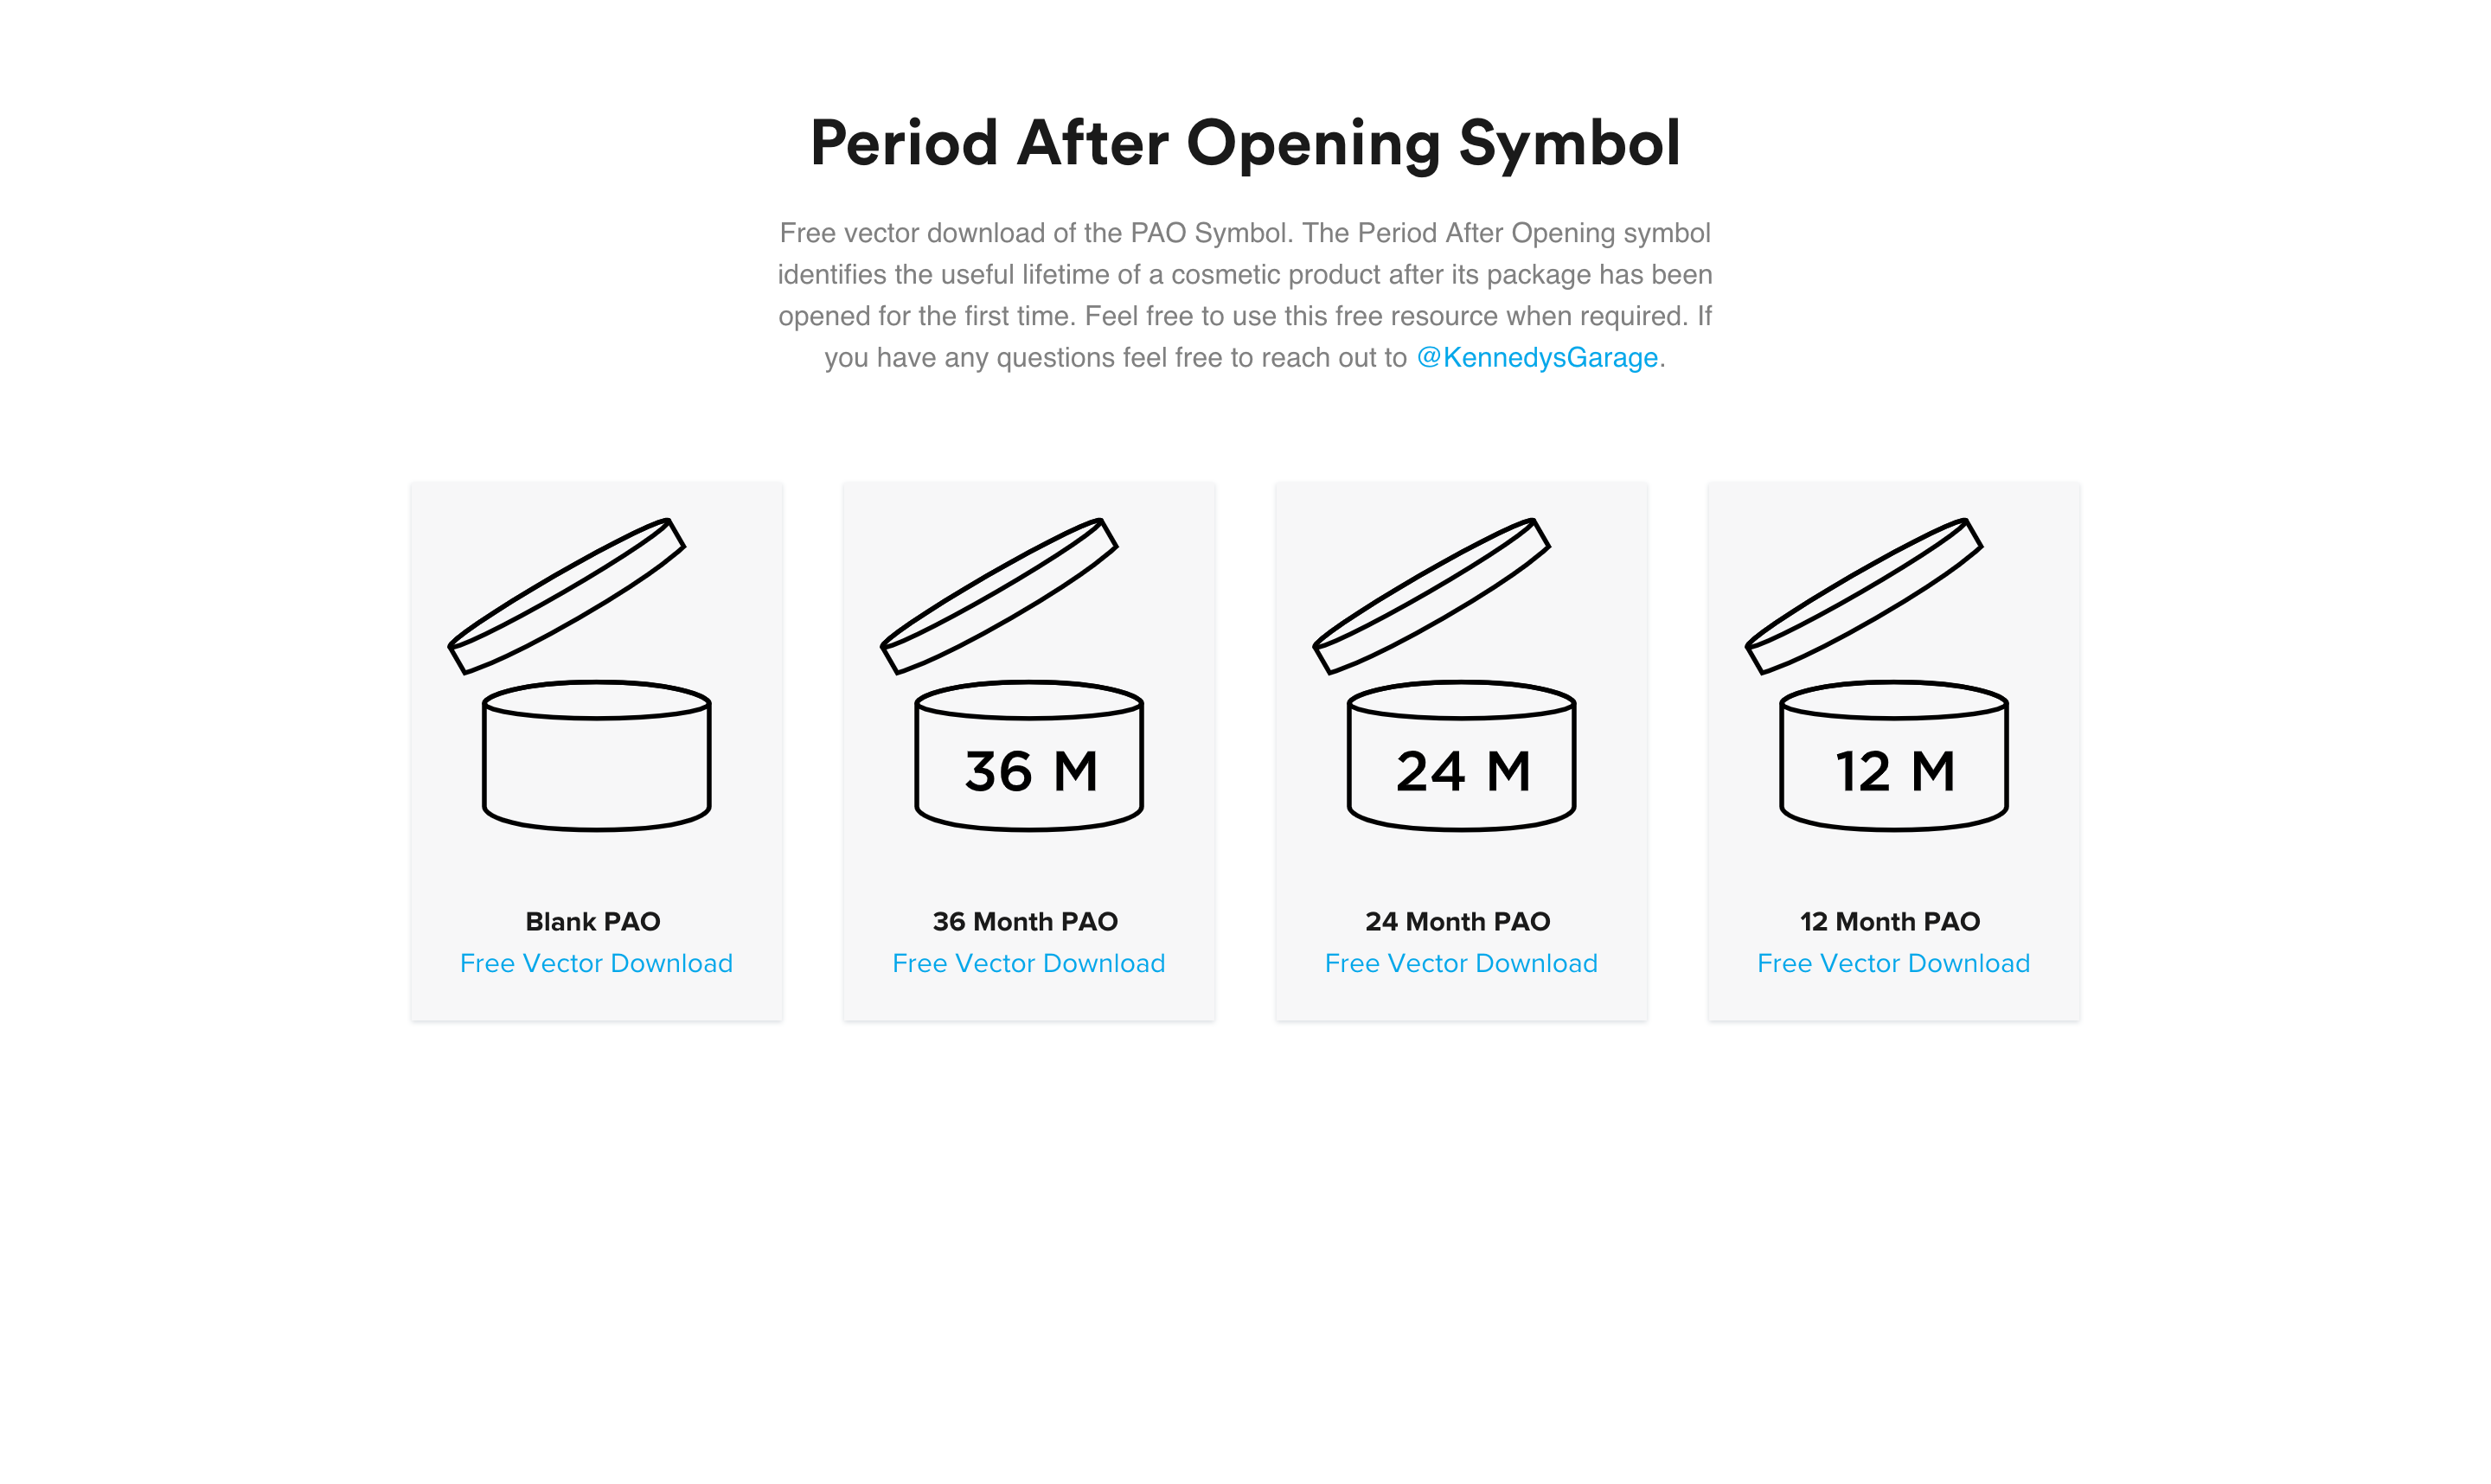 Period After Opening Symbol
Free vector download of the PAO Symbol. The Period After Opening symbol
identifies the useful lifetime of a cosmetic product after its package has been
opened for the first time. Feel free to use this free resource when required. If
you have any questions feel free to reach out to @KennedysGarage.
36 M
24 M
12 M
Blank PAO
Free Vector Download
36 Month PAO
Free Vector Download
24 Month PAO
Free Vector Download
12 Month PAO
Free Vector Download